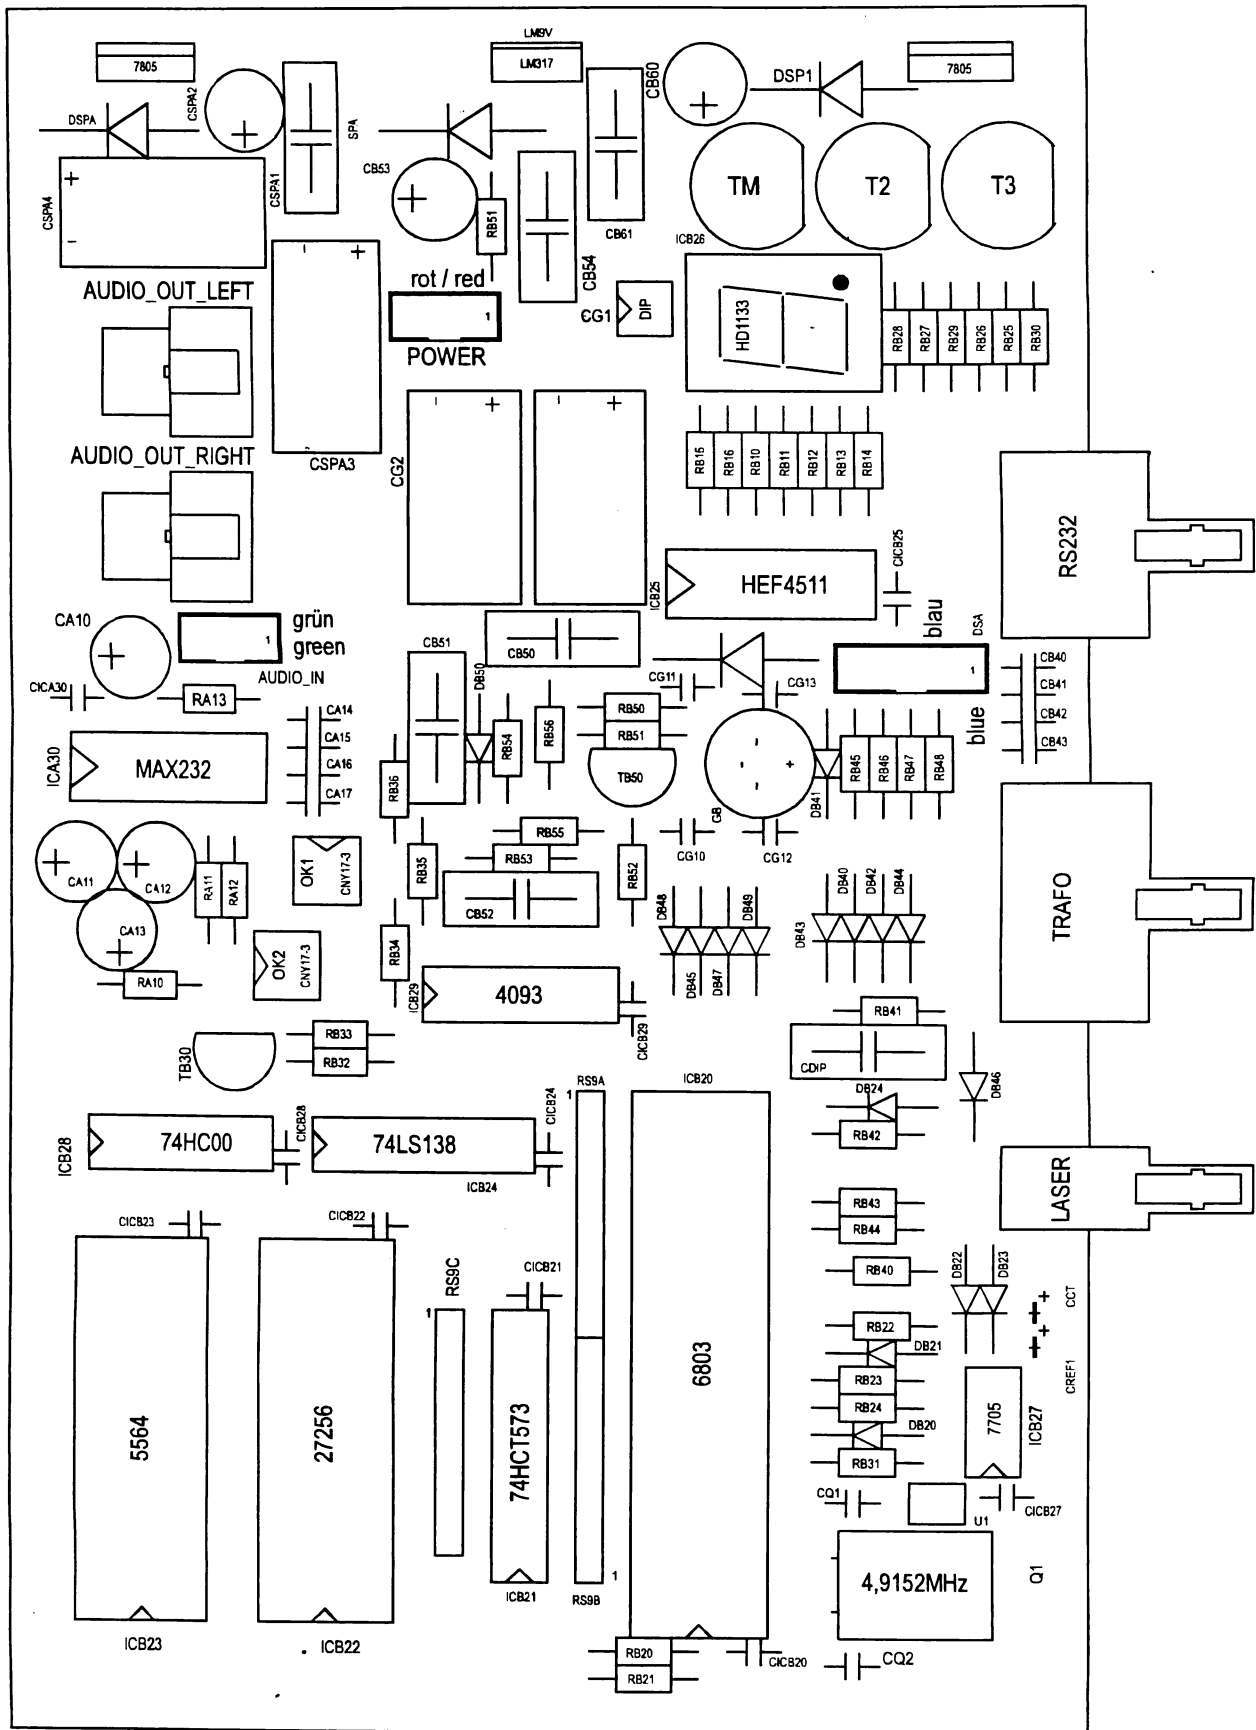 LM9V
7805
LM317
7805
CSPA2
DSPA
SPA
CB60
DSP1
CB53
CSPA1
CSPA4
RB51
CB61
CB54
TM
T2
T3
ICB26
AUDIO_OUT_LEFT
rot / red
1
POWER
CG1
DIP
HD1133
RB28
RB27
RB29
RB26
RB25
RB30
AUDIO_OUT_RIGHT
CSPA3
CG2
RB15
RB16
RB10
RB11
RB12
RB13
RB14
RS232
ICB25
HEF4511
CICB25
CA10
grün
green
1
AUDIO_IN
CB51
CB50
DB50
blau
DSA
1
blue
CB40
CB41
CB42
CB43
CICA30
RA13
CA14
CA15
CA16
CA17
ICA30
MAX232
RB36
RB54
RB56
RB50
RB51
TB50
CG11
CG13
GB
DB41
RB45
RB46
RB47
RB48
CG10
CG12
CA11
CA12
CA13
RA11
RA12
OK1
CNY17-3
RB35
RB55
RB53
CB52
RB52
DB48
DB49
DB45
DB47
DB43
DB40
DB42
DB44
TRAFO
RA10
OK2
CNY17-3
RB34
ICB29
4093
CICB29
RB41
CDIP
TB30
RB33
RB32
DB46
ICB28
74HC00
CICB28
74LS138
ICB24
CICB24
RS9A
1
ICB20
DB24
RB42
LASER
CICB23
CICB22
RB43
RB44
RB40
DB22
DB23
RS9C
1
CICB21
CCT
RB22
DB21
CREF1
RB23
RB24
DB20
RB31
7705
ICB27
5564
27256
74HCT573
6803
CQ1
U1
CICB27
4,9152MHz
Q1
ICB23
ICB22
ICB21
1
RS9B
RB20
RB21
CICB20
CQ2